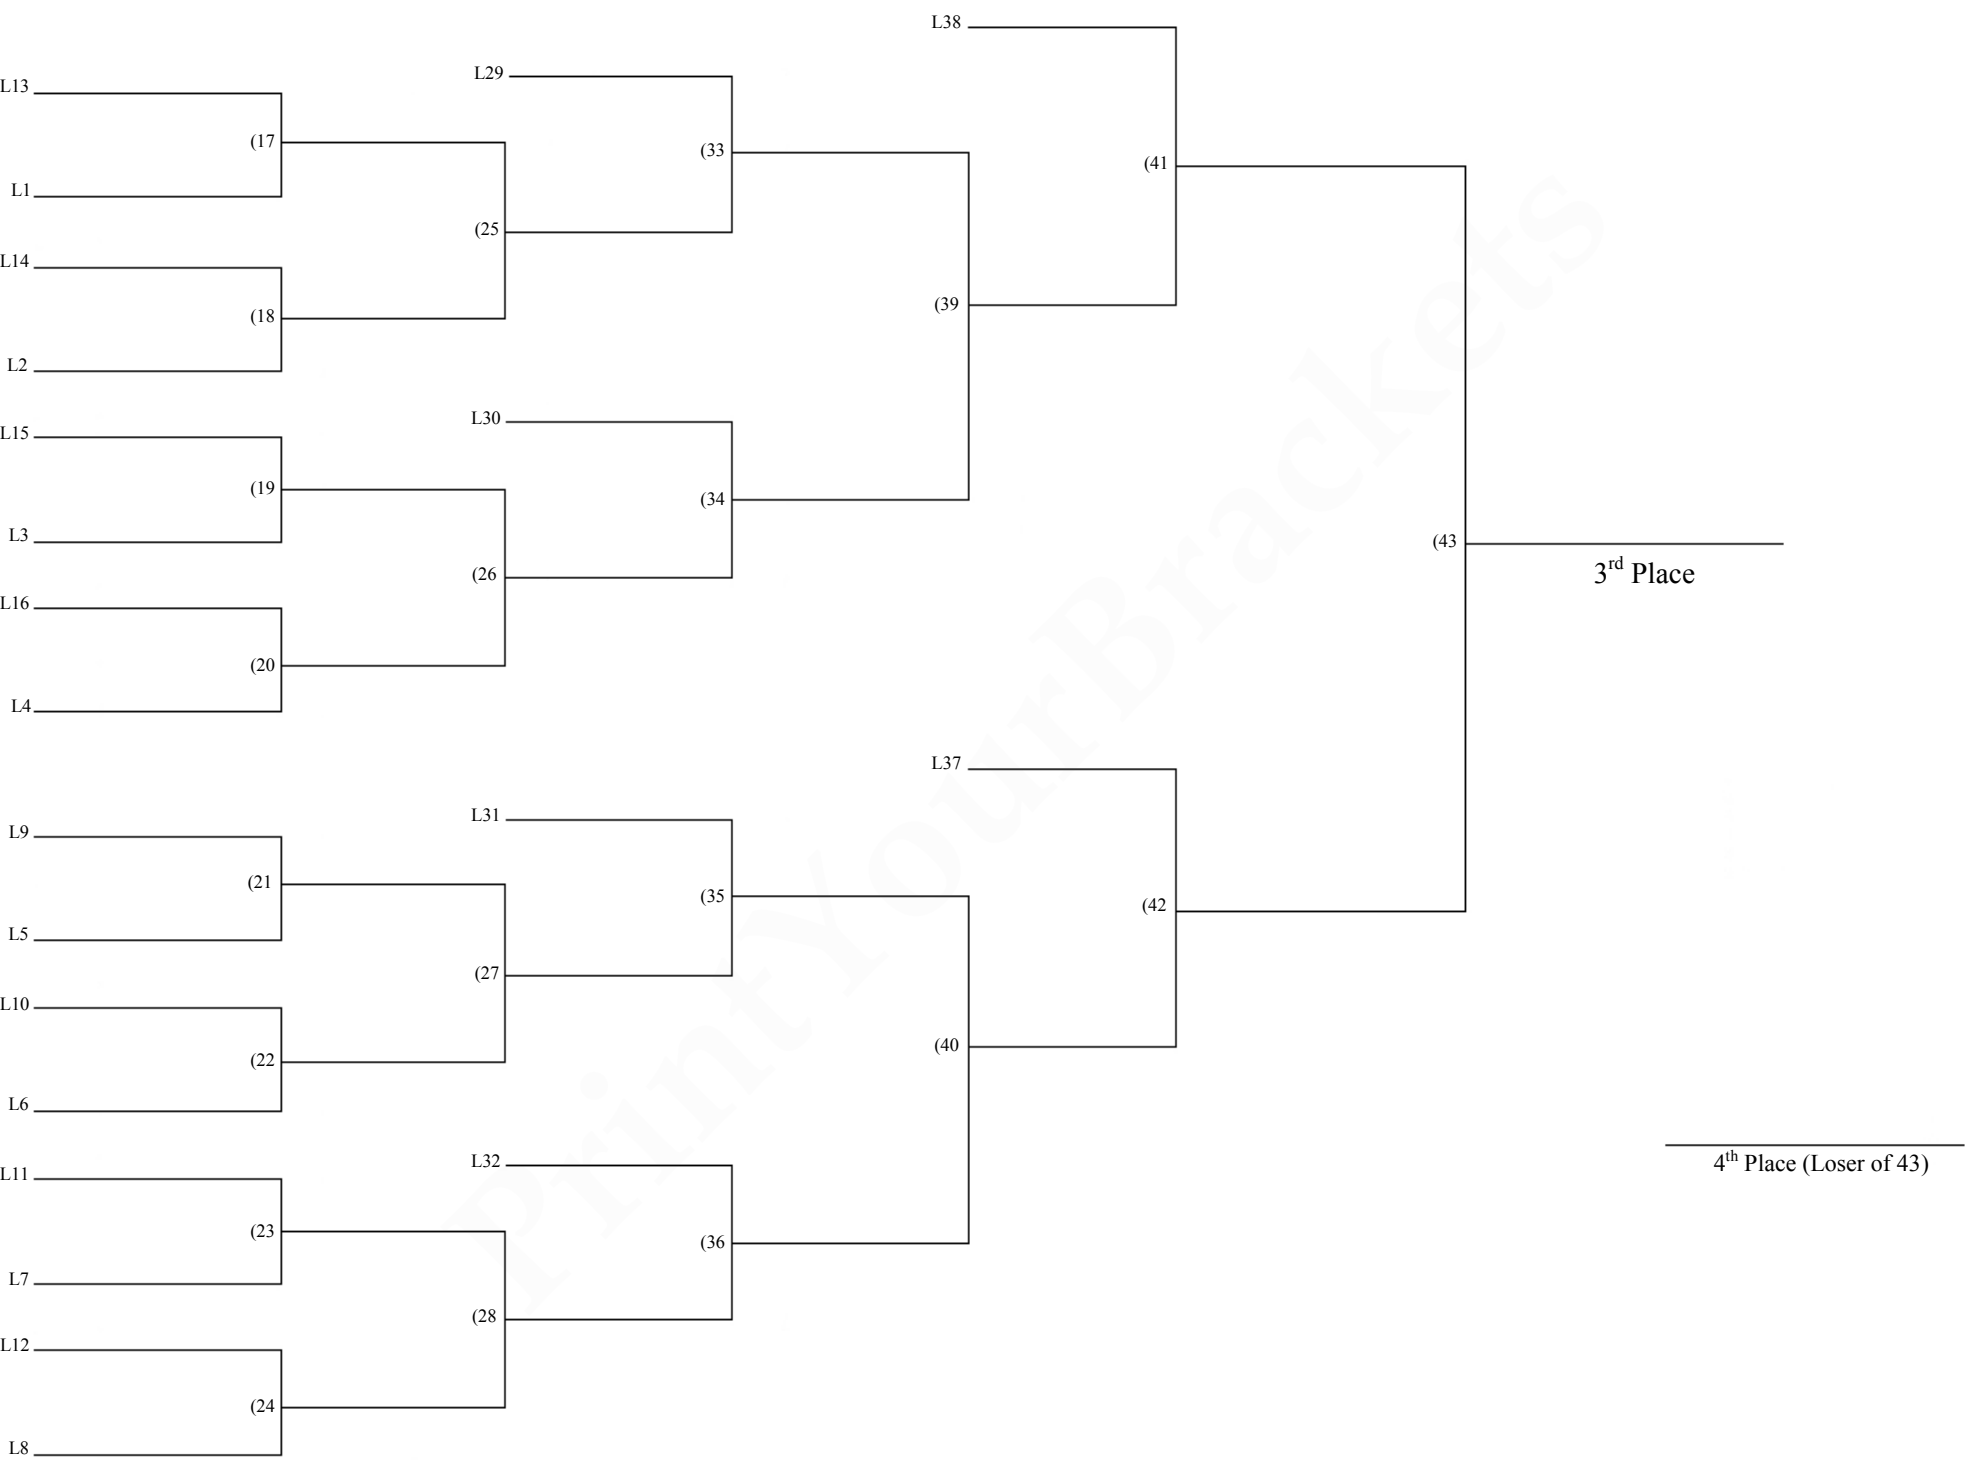 L38
L29
L13
(17
(33
(41
L1
(25
L14
(18
(39
L2
L30
L15
(19
(34
L3
(43
3rd Place
(26
L16
(20
L4
L37
L31
L9
(21
(35
(42
L5
(27
L10
(22
(40
L6
L32
4th Place (Loser of 43)
L11
(23
(36
L7
(28
L12
(24
L8
PrintYourBrackets